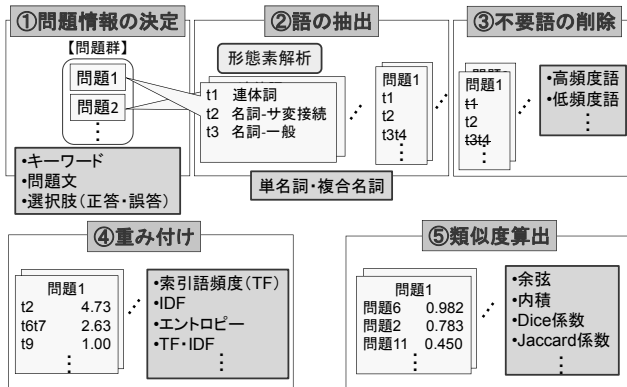 ①問題情報の決定
【問題群】
問題1
問題2
⋮
•キーワード
•問題文
•選択肢(正答・誤答)
②語の抽出
形態素解析
t1 連体詞
t2 名詞-サ変接続
t3 名詞-一般
⋰
問題1
t1
t2
t3t4
⋮
単名詞・複合名詞
③不要語の削除
問題1
t1
t2
t3t4
⋮
⋰
•高頻度語
•低頻度語
⋮
④重み付け
問題1
t2 4.73
t6t7 2.63
t9 1.00
⋮
⋰
•索引語頻度(TF)
•IDF
•エントロピー
•TF・IDF
⋮
⑤類似度算出
問題1
問題6 0.982
問題2 0.783
問題11 0.450
⋮
⋰
•余弦
•内積
•Dice係数
•Jaccard係数
⋮